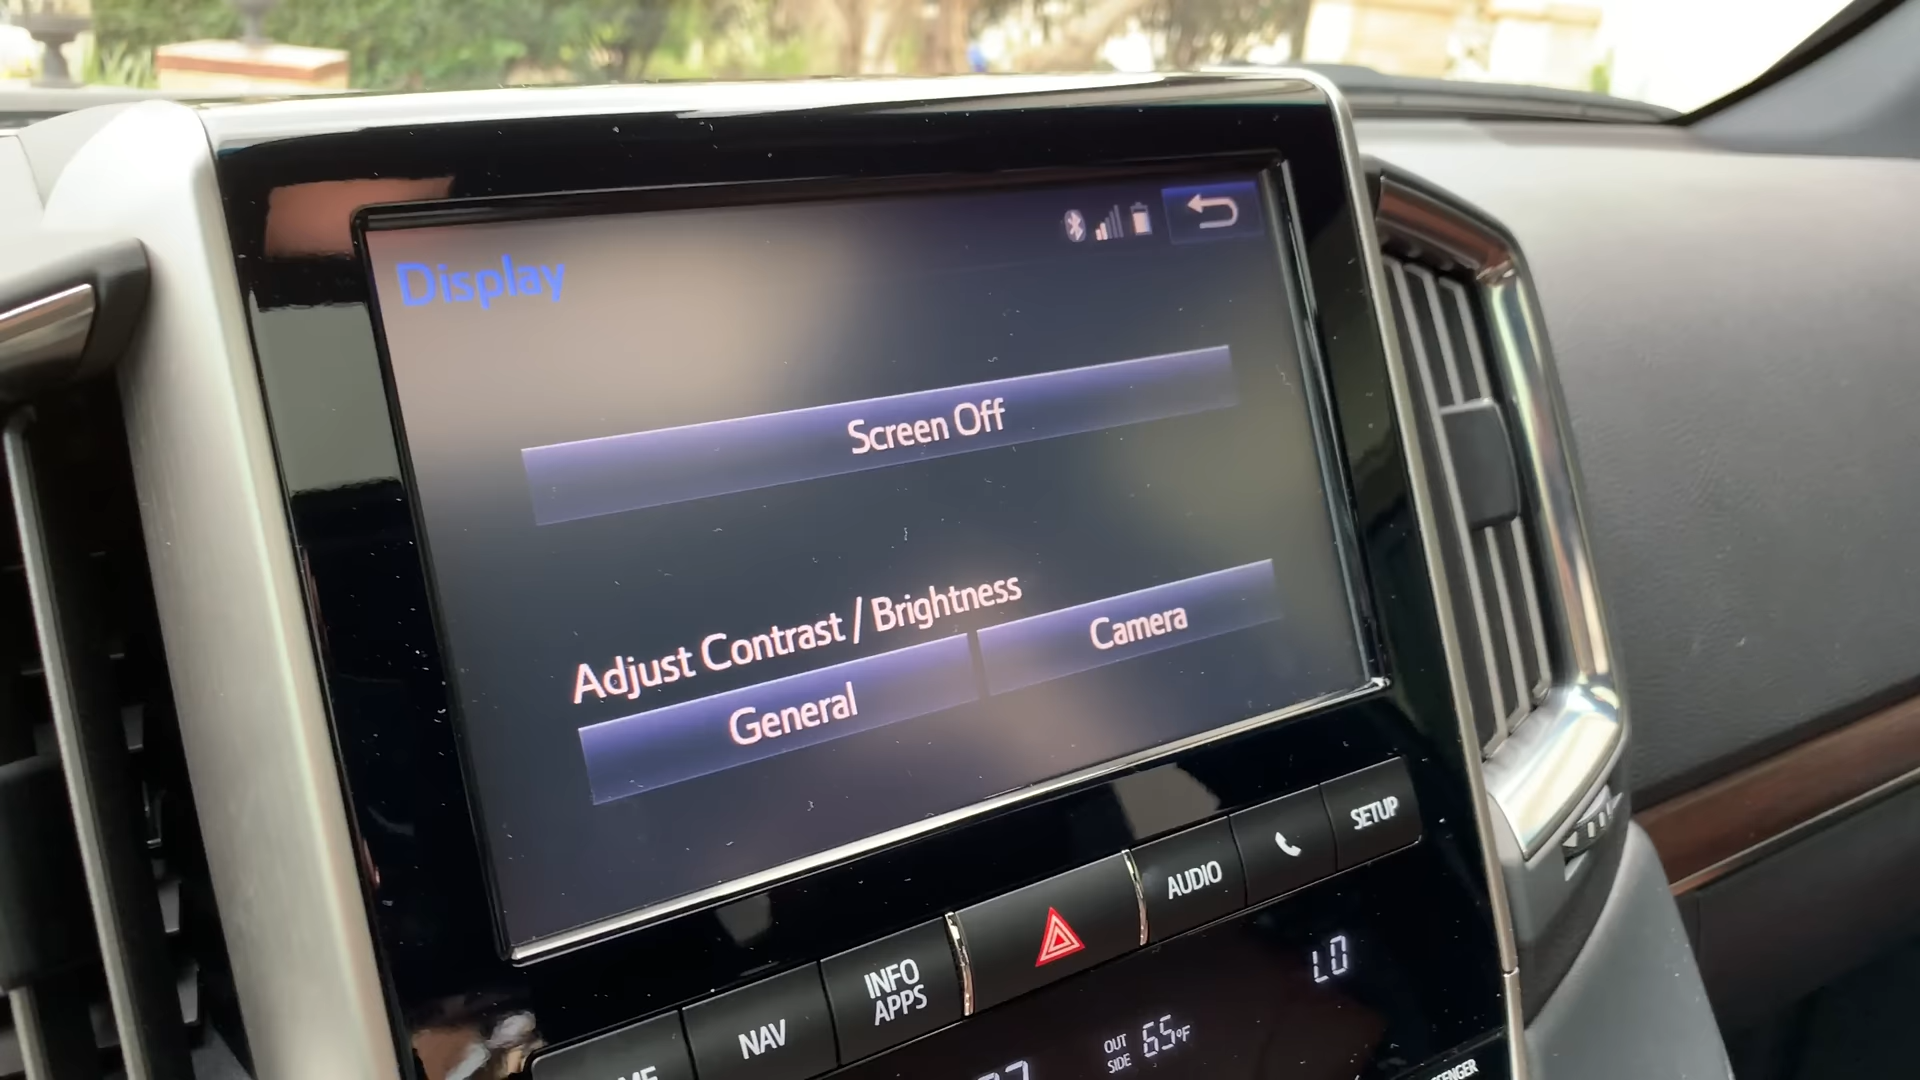 Display
Screen Off
Adjust Contrast / Brightness
General
Camera
NAV
INFO
APPS
AUDIO
SETUP
LO
OUT
SIDE
65°F